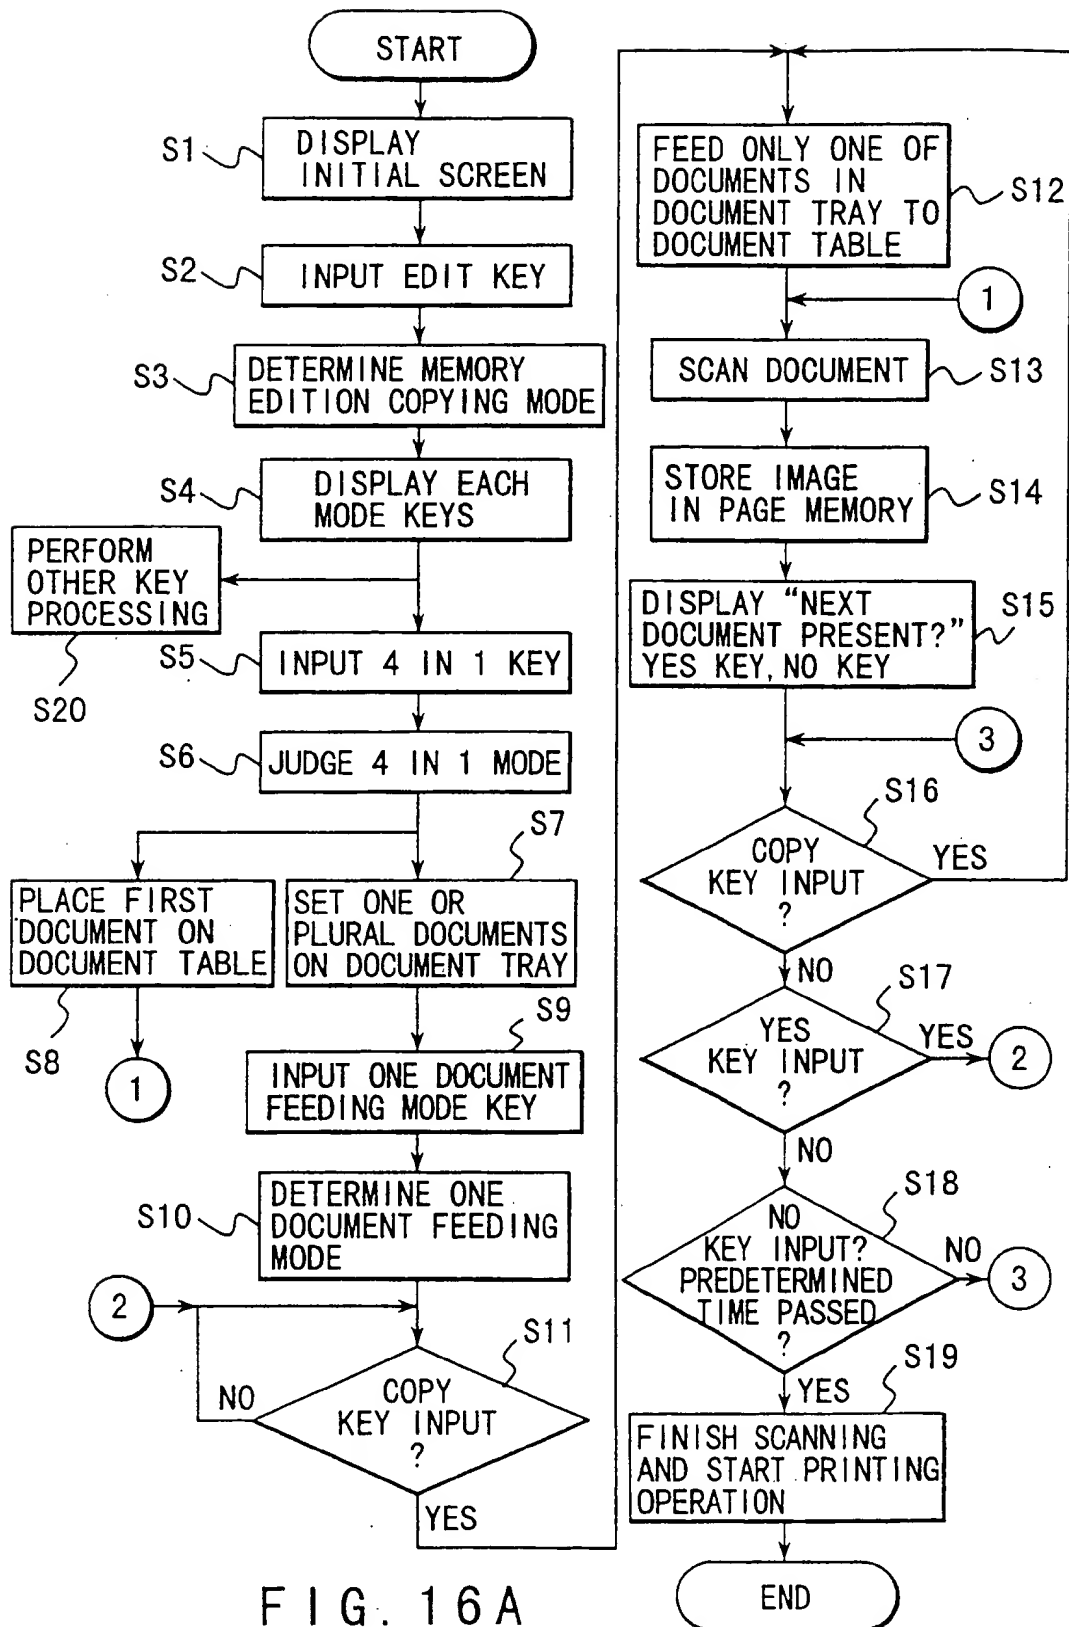 START
S1
DISPLAY
INITIAL SCREEN
S2
INPUT EDIT KEY
S3
DETERMINE MEMORY
EDITION COPYING MODE
S4
DISPLAY EACH
MODE KEYS
PERFORM
OTHER KEY
PROCESSING
S20
S5
INPUT 4 IN 1 KEY
S6
JUDGE 4 IN 1 MODE
S7
PLACE FIRST
DOCUMENT ON
DOCUMENT TABLE
S8
1
SET ONE OR
PLURAL DOCUMENTS
ON DOCUMENT TRAY
S9
INPUT ONE DOCUMENT
FEEDING MODE KEY
S10
DETERMINE ONE
DOCUMENT FEEDING
MODE
2
S11
COPY
KEY INPUT
?
NO
YES
FEED ONLY ONE OF
DOCUMENTS IN
DOCUMENT TRAY TO
DOCUMENT TABLE
S12
1
SCAN DOCUMENT
S13
STORE IMAGE
IN PAGE MEMORY
S14
DISPLAY “NEXT
DOCUMENT PRESENT?”
YES KEY, NO KEY
S15
3
S16
COPY
KEY INPUT
?
YES
NO
S17
YES
KEY INPUT
?
YES
2
NO
S18
NO
KEY INPUT?
PREDETERMINED
TIME PASSED
?
NO
3
YES
S19
FINISH SCANNING
AND START PRINTING
OPERATION
END
FIG. 16A